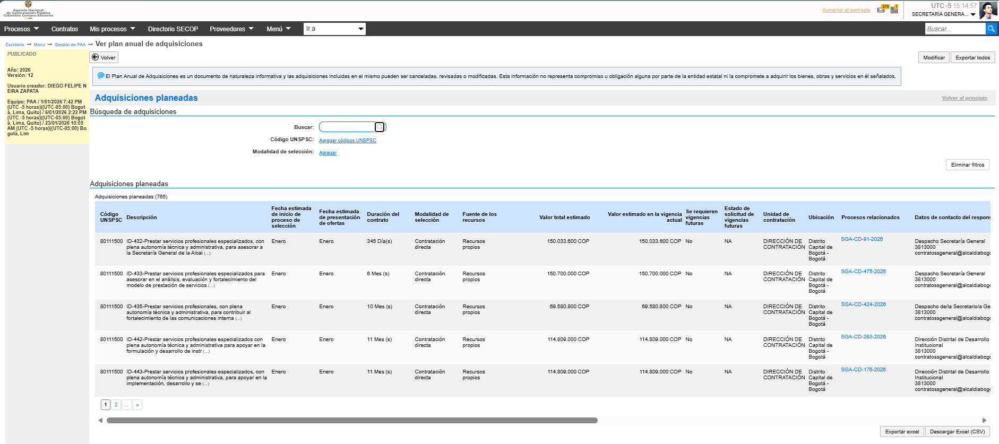 Agencia Nacional
de Contratación Pública
Colombia Compra Eficiente
Aumentar el contraste
379
1
UTC -5 15:14:57
SECRETARÍA GENERA...
Procesos
Contratos
Mis procesos
Directorio SECOP
Proveedores
Menú
Ir a
Buscar...
Escritorio → Menú → Gestión de PAA → Ver plan anual de adquisiciones
PUBLICADO
Año: 2026
Versión: 12
Usuario creador: DIEGO FELIPE N
EIRA ZAPATA
Equipo: PAA / 1/01/2026 7:42 PM
(UTC -5 horas)((UTC-05:00) Bogot
á, Lima, Quito) / 6/01/2026 2:22 PM
(UTC -5 horas)((UTC-05:00) Bogot
á, Lima, Quito) / 23/01/2026 10:05
AM (UTC -5 horas)((UTC-05:00) Bo
gotá, Lim
Volver
Modificar
Exportar todos
El Plan Anual de Adquisiciones es un documento de naturaleza informativa y las adquisiciones incluidas en el mismo pueden ser canceladas, revisadas o modificadas. Esta información no representa compromiso u obligación alguna por parte de la entidad estatal ni la compromete a adquirir los bienes, obras y servicios en él señalados.
Adquisiciones planeadas
Volver al principio
Búsqueda de adquisiciones
Buscar:
Código UNSPSC: Agregar códigos UNSPSC
Modalidad de selección: Agregar
Eliminar filtros
Adquisiciones planeadas
Adquisiciones planeadas (765)
Código
UNSPSC
Descripción
Fecha estimada
de inicio de
proceso de
selección
Fecha estimada
de presentación
de ofertas
Duración del
contrato
Modalidad de
selección
Fuente de los
recursos
Valor total estimado
Valor estimado en la vigencia
actual
Se requieren
vigencias
futuras
Estado de
solicitud de
vigencias
futuras
Unidad de
contratación
Ubicación
Procesos relacionados
Datos de contacto del respons
80111500
ID-432-Prestar servicios profesionales especializados, con
plena autonomía técnica y administrativa, para asesorar a
la Secretaría General de la Alcal (...)
Enero
Enero
345 Día(s)
Contratación
directa
Recursos
propios
150.033.600 COP
150.033.600 COP
No
NA
DIRECCIÓN DE
CONTRATACIÓN
Distrito
Capital de
Bogotá -
Bogotá
SGA-CD-91-2026
Despacho Secretaría General
3813000
contratossgeneral@alcaldiabogo
80111500
ID-433-Prestar servicios profesionales especializados para
asesorar en el análisis, evaluación y fortalecimiento del
modelo de prestación de servicios (...)
Enero
Enero
6 Mes (s)
Contratación
directa
Recursos
propios
150.700.000 COP
150.700.000 COP
No
NA
DIRECCIÓN DE
CONTRATACIÓN
Distrito
Capital de
Bogotá -
Bogotá
SGA-CD-475-2026
Despacho Secretaría General
3813000
contratossgeneral@alcaldiabogo
80111500
ID-435-Prestar servicios profesionales, con plena
autonomía técnica y administrativa, para contribuir al
fortalecimiento de las comunicaciones interna (...)
Enero
Enero
10 Mes (s)
Contratación
directa
Recursos
propios
69.580.800 COP
69.580.800 COP
No
NA
DIRECCIÓN DE
CONTRATACIÓN
Distrito
Capital de
Bogotá -
Bogotá
SGA-CD-424-2026
Despacho de/la Secretario/a Ge
3813000
contratossgeneral@alcaldiabogo
80111500
ID-442-Prestar servicios profesionales especializados con
plena autonomía técnica y administrativa para apoyar en la
formulación y desarrollo de instr (...)
Enero
Enero
11 Mes (s)
Contratación
directa
Recursos
propios
114.809.000 COP
114.809.000 COP
No
NA
DIRECCIÓN DE
CONTRATACIÓN
Distrito
Capital de
Bogotá -
Bogotá
SGA-CD-293-2026
Dirección Distrital de Desarrollo
Institucional
3813000
contratossgeneral@alcaldiabogo
80111500
ID-443-Prestar servicios profesionales especializados, con
plena autonomía técnica y administrativa, para apoyar en la
implementación, desarrollo y se (...)
Enero
Enero
11 Mes (s)
Contratación
directa
Recursos
propios
114.809.000 COP
114.809.000 COP
No
NA
DIRECCIÓN DE
CONTRATACIÓN
Distrito
Capital de
Bogotá -
Bogotá
SGA-CD-176-2026
Dirección Distrital de Desarrollo
Institucional
3813000
contratossgeneral@alcaldiabogo
1 2 ... »
Exportar excel
Descargar Excel (CSV)